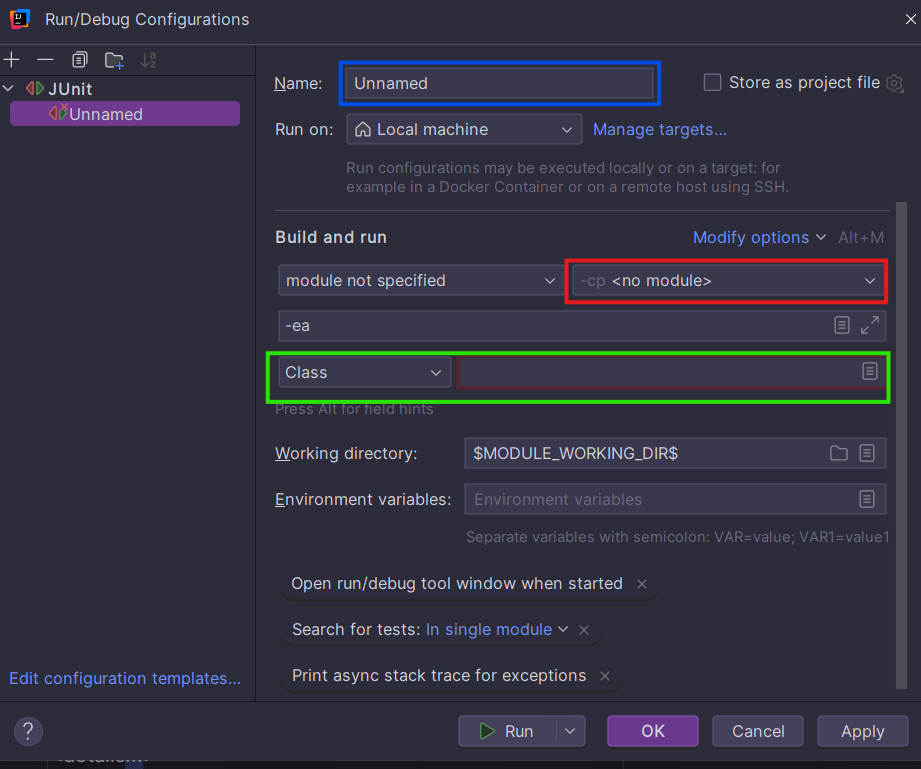 Run/Debug Configurations
JUnit
Unnamed
Name: Unnamed Store as project file
Run on: Local machine Manage targets...
Run configurations may be executed locally or on a target: for
example in a Docker Container or on a remote host using SSH.
Build and run Modify options Alt+M
module not specified -cp <no module>
-ea
Class
Press Alt for field hints
Working directory: $MODULE_WORKING_DIR$
Environment variables: Environment variables
Separate variables with semicolon: VAR=value; VAR1=value1
Open run/debug tool window when started
Search for tests: In single module
Print async stack trace for exceptions
Edit configuration templates...
? Run OK Cancel Apply